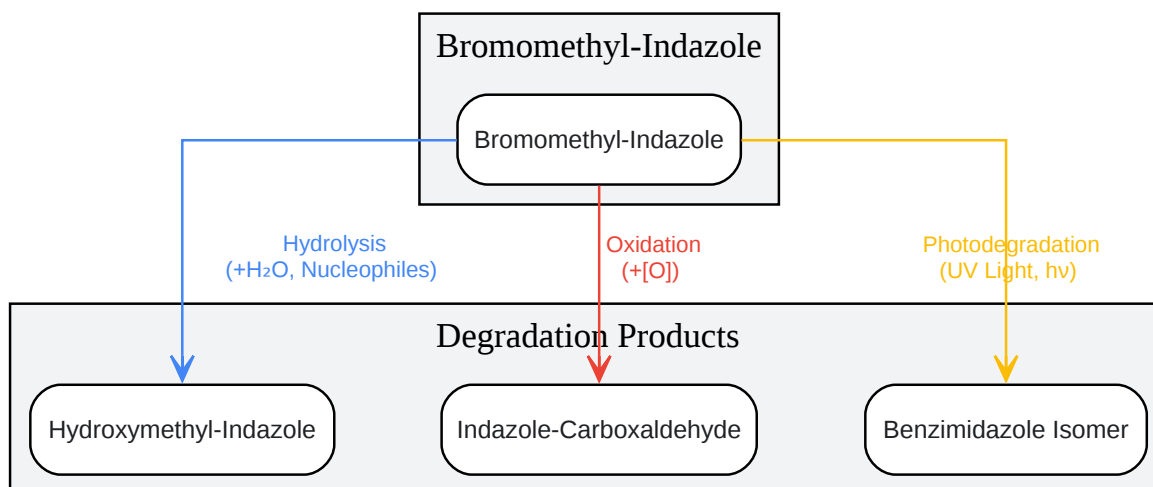 Bromomethyl-Indazole
Bromomethyl-Indazole
Hydrolysis
(+H₂O, Nucleophiles)
Oxidation
(+[O])
Photodegradation
(UV Light, hν)
Degradation Products
Hydroxymethyl-Indazole
Indazole-Carboxaldehyde
Benzimidazole Isomer